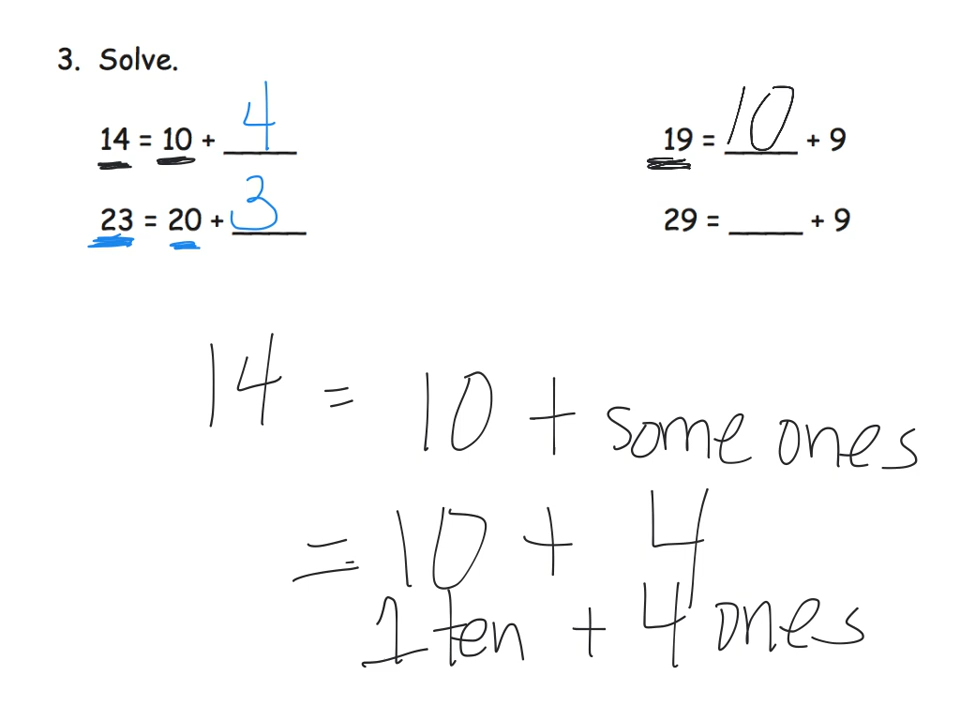 3. Solve.
14 = 10 + 4
19 = 10 + 9
23 = 20 + 3
29 = ____ + 9
14 = 10 + some ones
= 10 + 4
1 ten + 4 ones